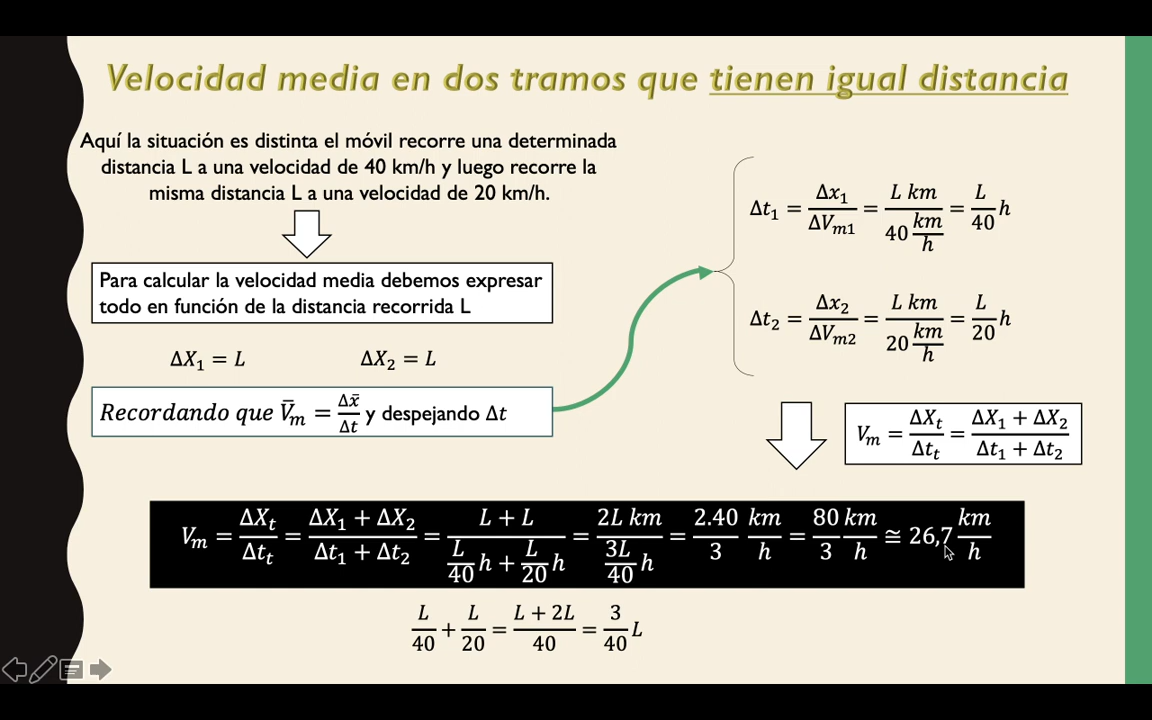 Velocidad media en dos tramos que tienen igual distancia
Aquí la situación es distinta el móvil recorre una determinada
distancia L a una velocidad de 40 km/h y luego recorre la
misma distancia L a una velocidad de 20 km/h.
Para calcular la velocidad media debemos expresar
todo en función de la distancia recorrida L
ΔX₁ = L ΔX₂ = L
Recordando que V̄ₘ = Δx̄/Δt y despejando Δt
Δt₁ = Δx₁/ΔVₘ₁ = L km/(40 km/h) = L/40 h
Δt₂ = Δx₂/ΔVₘ₂ = L km/(20 km/h) = L/20 h
Vₘ = ΔXₜ/Δtₜ = (ΔX₁ + ΔX₂)/(Δt₁ + Δt₂)
Vₘ = ΔXₜ/Δtₜ = (ΔX₁ + ΔX₂)/(Δt₁ + Δt₂) = (L + L)/(L/40 h + L/20 h) = 2L km/(3L/40 h) = 2.40/3 km/h = 80/3 km/h ≅ 26,7 km/h
L/40 + L/20 = (L + 2L)/40 = 3/40 L